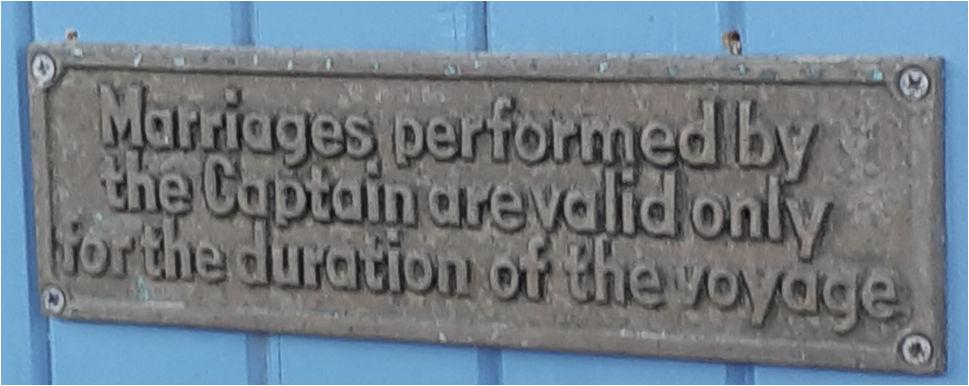 Marriages performed by
the Captain are valid only
for the duration of the voyage